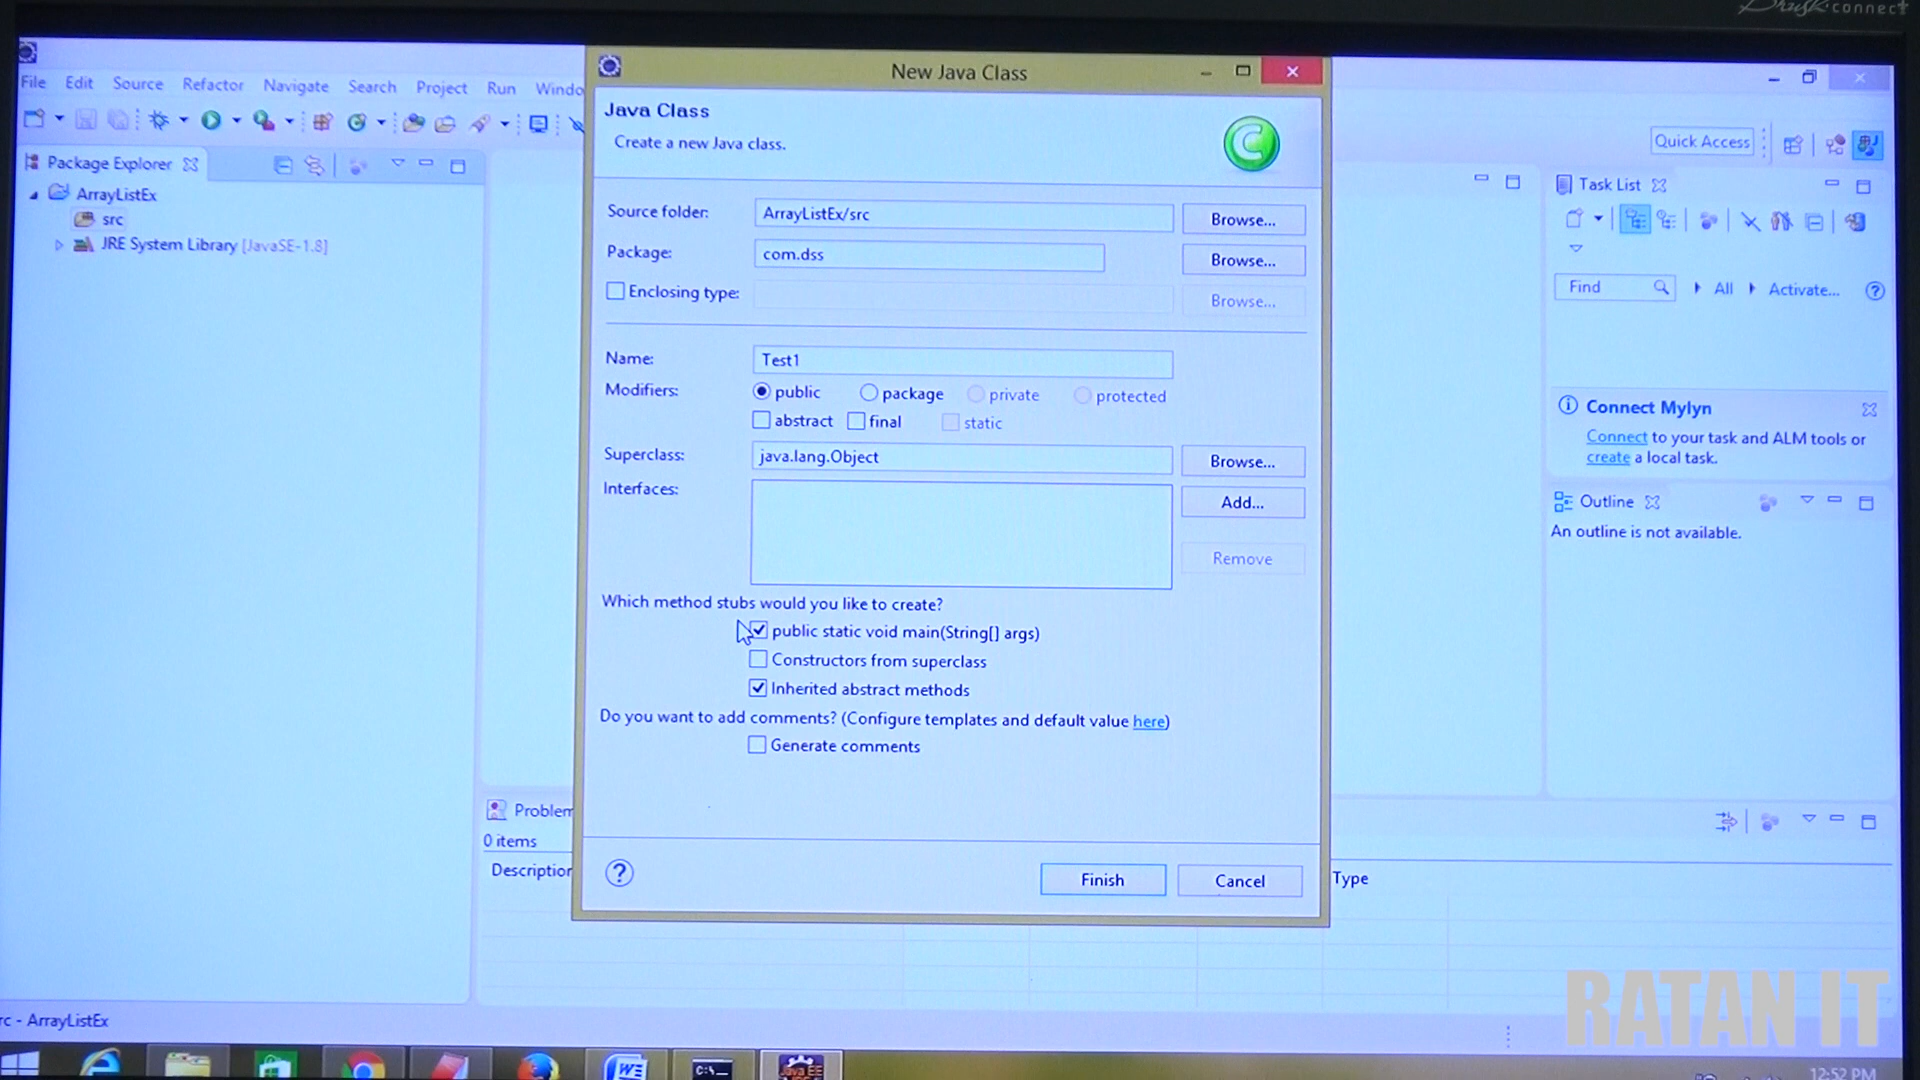 connect
New Java Class
File Edit Source Refactor Navigate Search Project Run Windo
Java Class
Create a new Java class.
Quick Access
Package Explorer
Task List
ArrayListEx
src
JRE System Library [JavaSE-1.8]
Source folder: ArrayListEx/src Browse...
Package: com.dss Browse...
Enclosing type: Browse...
Find All Activate...
Name: Test1
Modifiers: public package private protected
abstract final static
Connect Mylyn
Connect to your task and ALM tools or
create a local task.
Superclass: java.lang.Object Browse...
Interfaces: Add...
Remove
Outline
An outline is not available.
Which method stubs would you like to create?
public static void main(String[] args)
Constructors from superclass
Inherited abstract methods
Do you want to add comments? (Configure templates and default value here)
Generate comments
Problem
0 items
Description Type
Finish Cancel
RATAN IT
rc - ArrayListEx
C:\
Java EE
12:52 PM